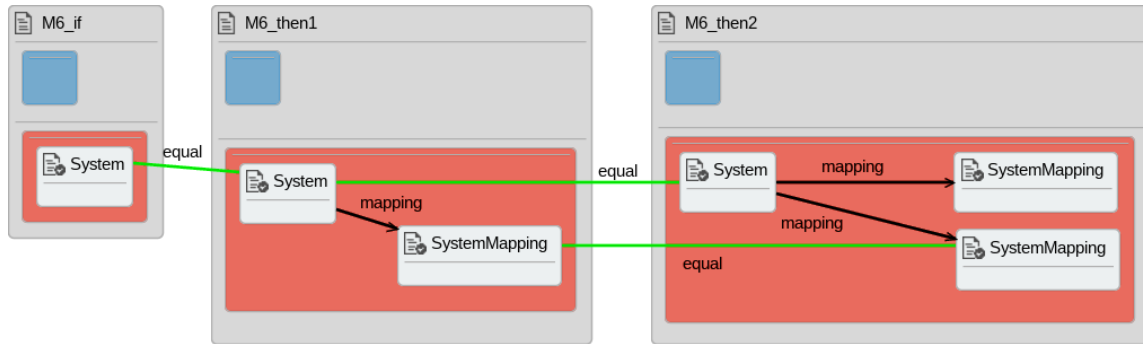 M6_if
System
equal
M6_then1
System
mapping
SystemMapping
equal
equal
M6_then2
System
mapping
SystemMapping
mapping
SystemMapping